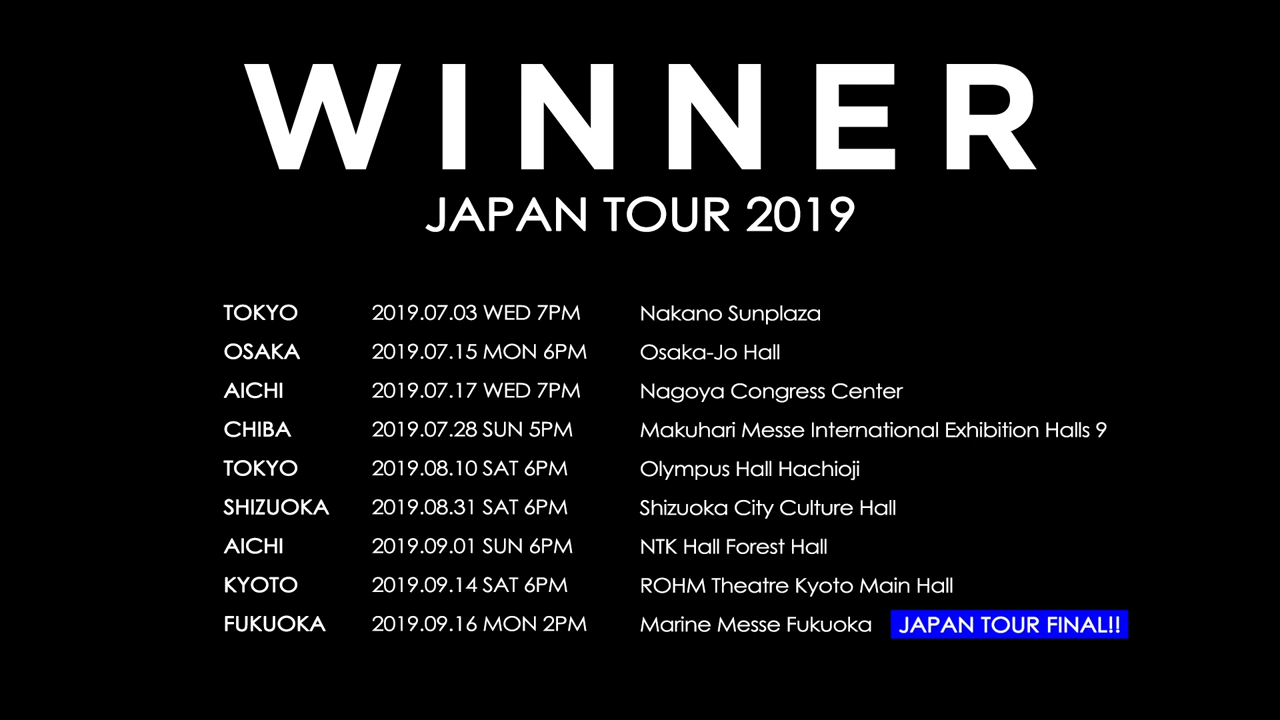 WINNER
JAPAN TOUR 2019
TOKYO 2019.07.03 WED 7PM Nakano Sunplaza
OSAKA 2019.07.15 MON 6PM Osaka-Jo Hall
AICHI 2019.07.17 WED 7PM Nagoya Congress Center
CHIBA 2019.07.28 SUN 5PM Makuhari Messe International Exhibition Halls 9
TOKYO 2019.08.10 SAT 6PM Olympus Hall Hachioji
SHIZUOKA 2019.08.31 SAT 6PM Shizuoka City Culture Hall
AICHI 2019.09.01 SUN 6PM NTK Hall Forest Hall
KYOTO 2019.09.14 SAT 6PM ROHM Theatre Kyoto Main Hall
FUKUOKA 2019.09.16 MON 2PM Marine Messe Fukuoka JAPAN TOUR FINAL!!